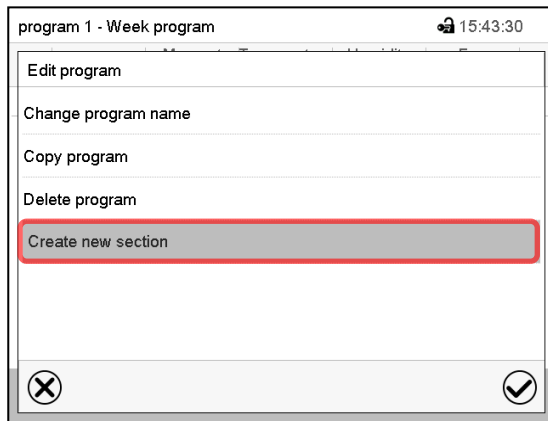 program 1 - Week program 15:43:30
Edit program
Change program name
Copy program
Delete program
Create new section